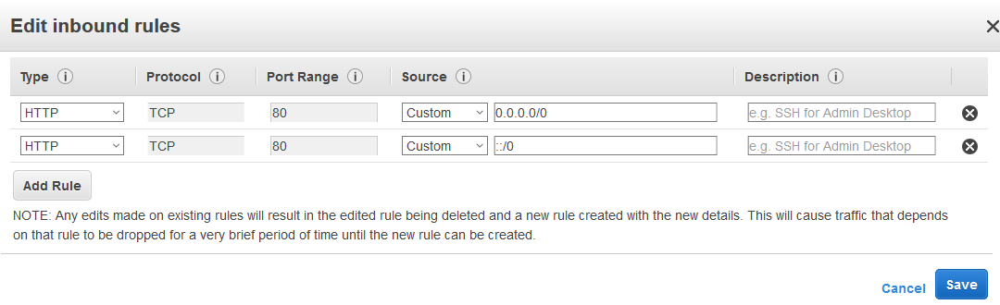 Edit inbound rules
Type Protocol Port Range Source Description
HTTP TCP 80 Custom 0.0.0.0/0 e.g. SSH for Admin Desktop
HTTP TCP 80 Custom ::/0 e.g. SSH for Admin Desktop
Add Rule
NOTE: Any edits made on existing rules will result in the edited rule being deleted and a new rule created with the new details. This will cause traffic that depends
on that rule to be dropped for a very brief period of time until the new rule can be created.
Cancel Save